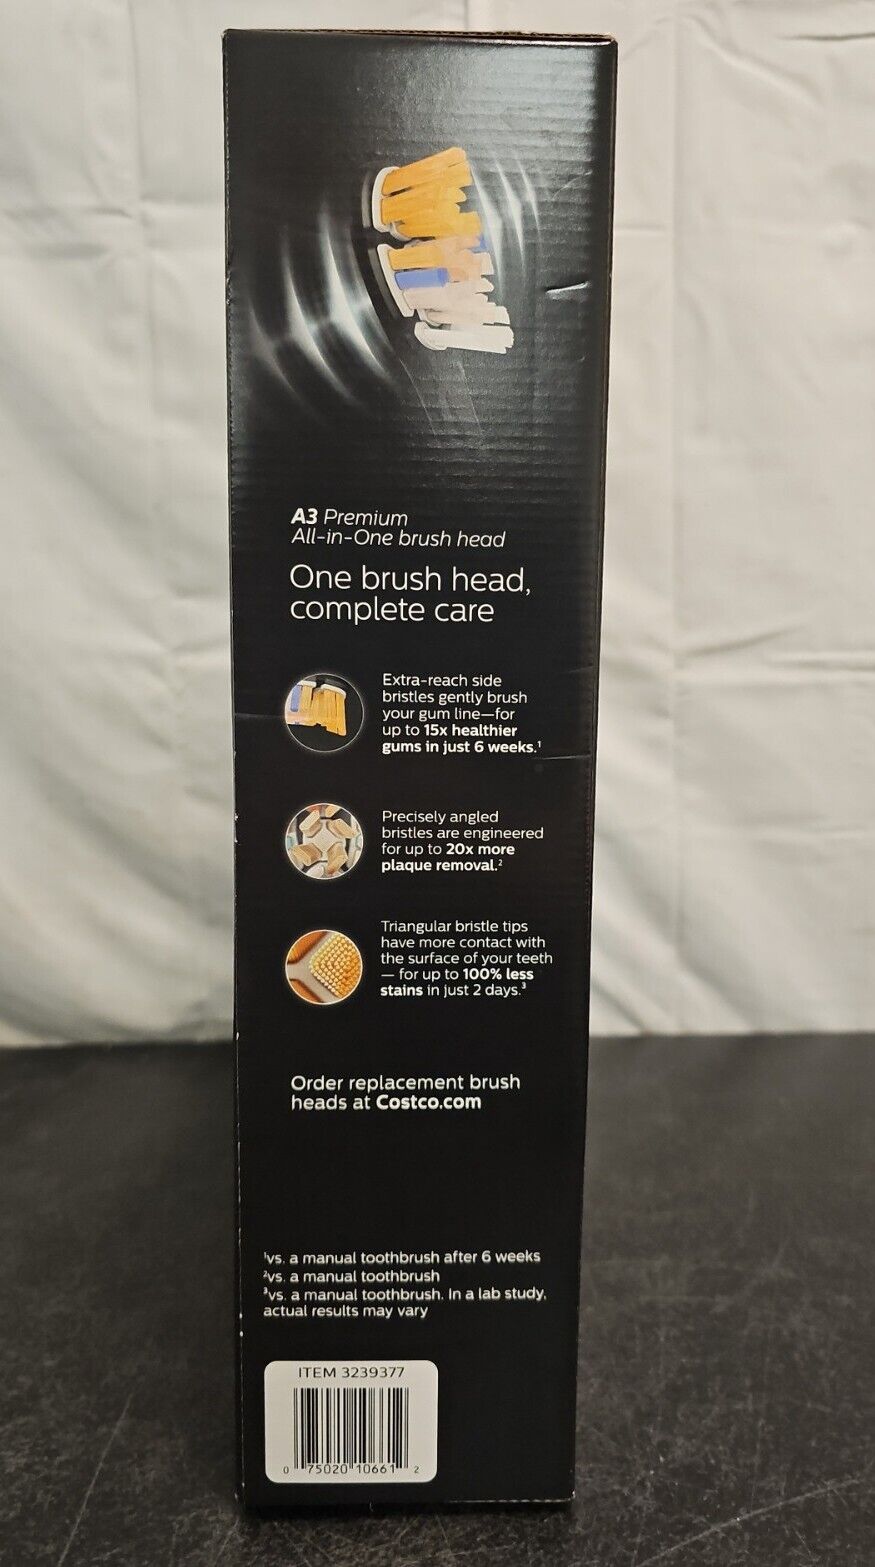 A3 Premium
All-in-One brush head
One brush head,
complete care
Extra-reach side
bristles gently brush
your gum line—for
up to 15x healthier
gums in just 6 weeks.¹
Precisely angled
bristles are engineered
for up to 20x more
plaque removal.²
Triangular bristle tips
have more contact with
the surface of your teeth
— for up to 100% less
stains in just 2 days.³
Order replacement brush
heads at Costco.com
¹vs. a manual toothbrush after 6 weeks
²vs. a manual toothbrush
³vs. a manual toothbrush. In a lab study,
actual results may vary
ITEM 3239377
0 75020 10661 2